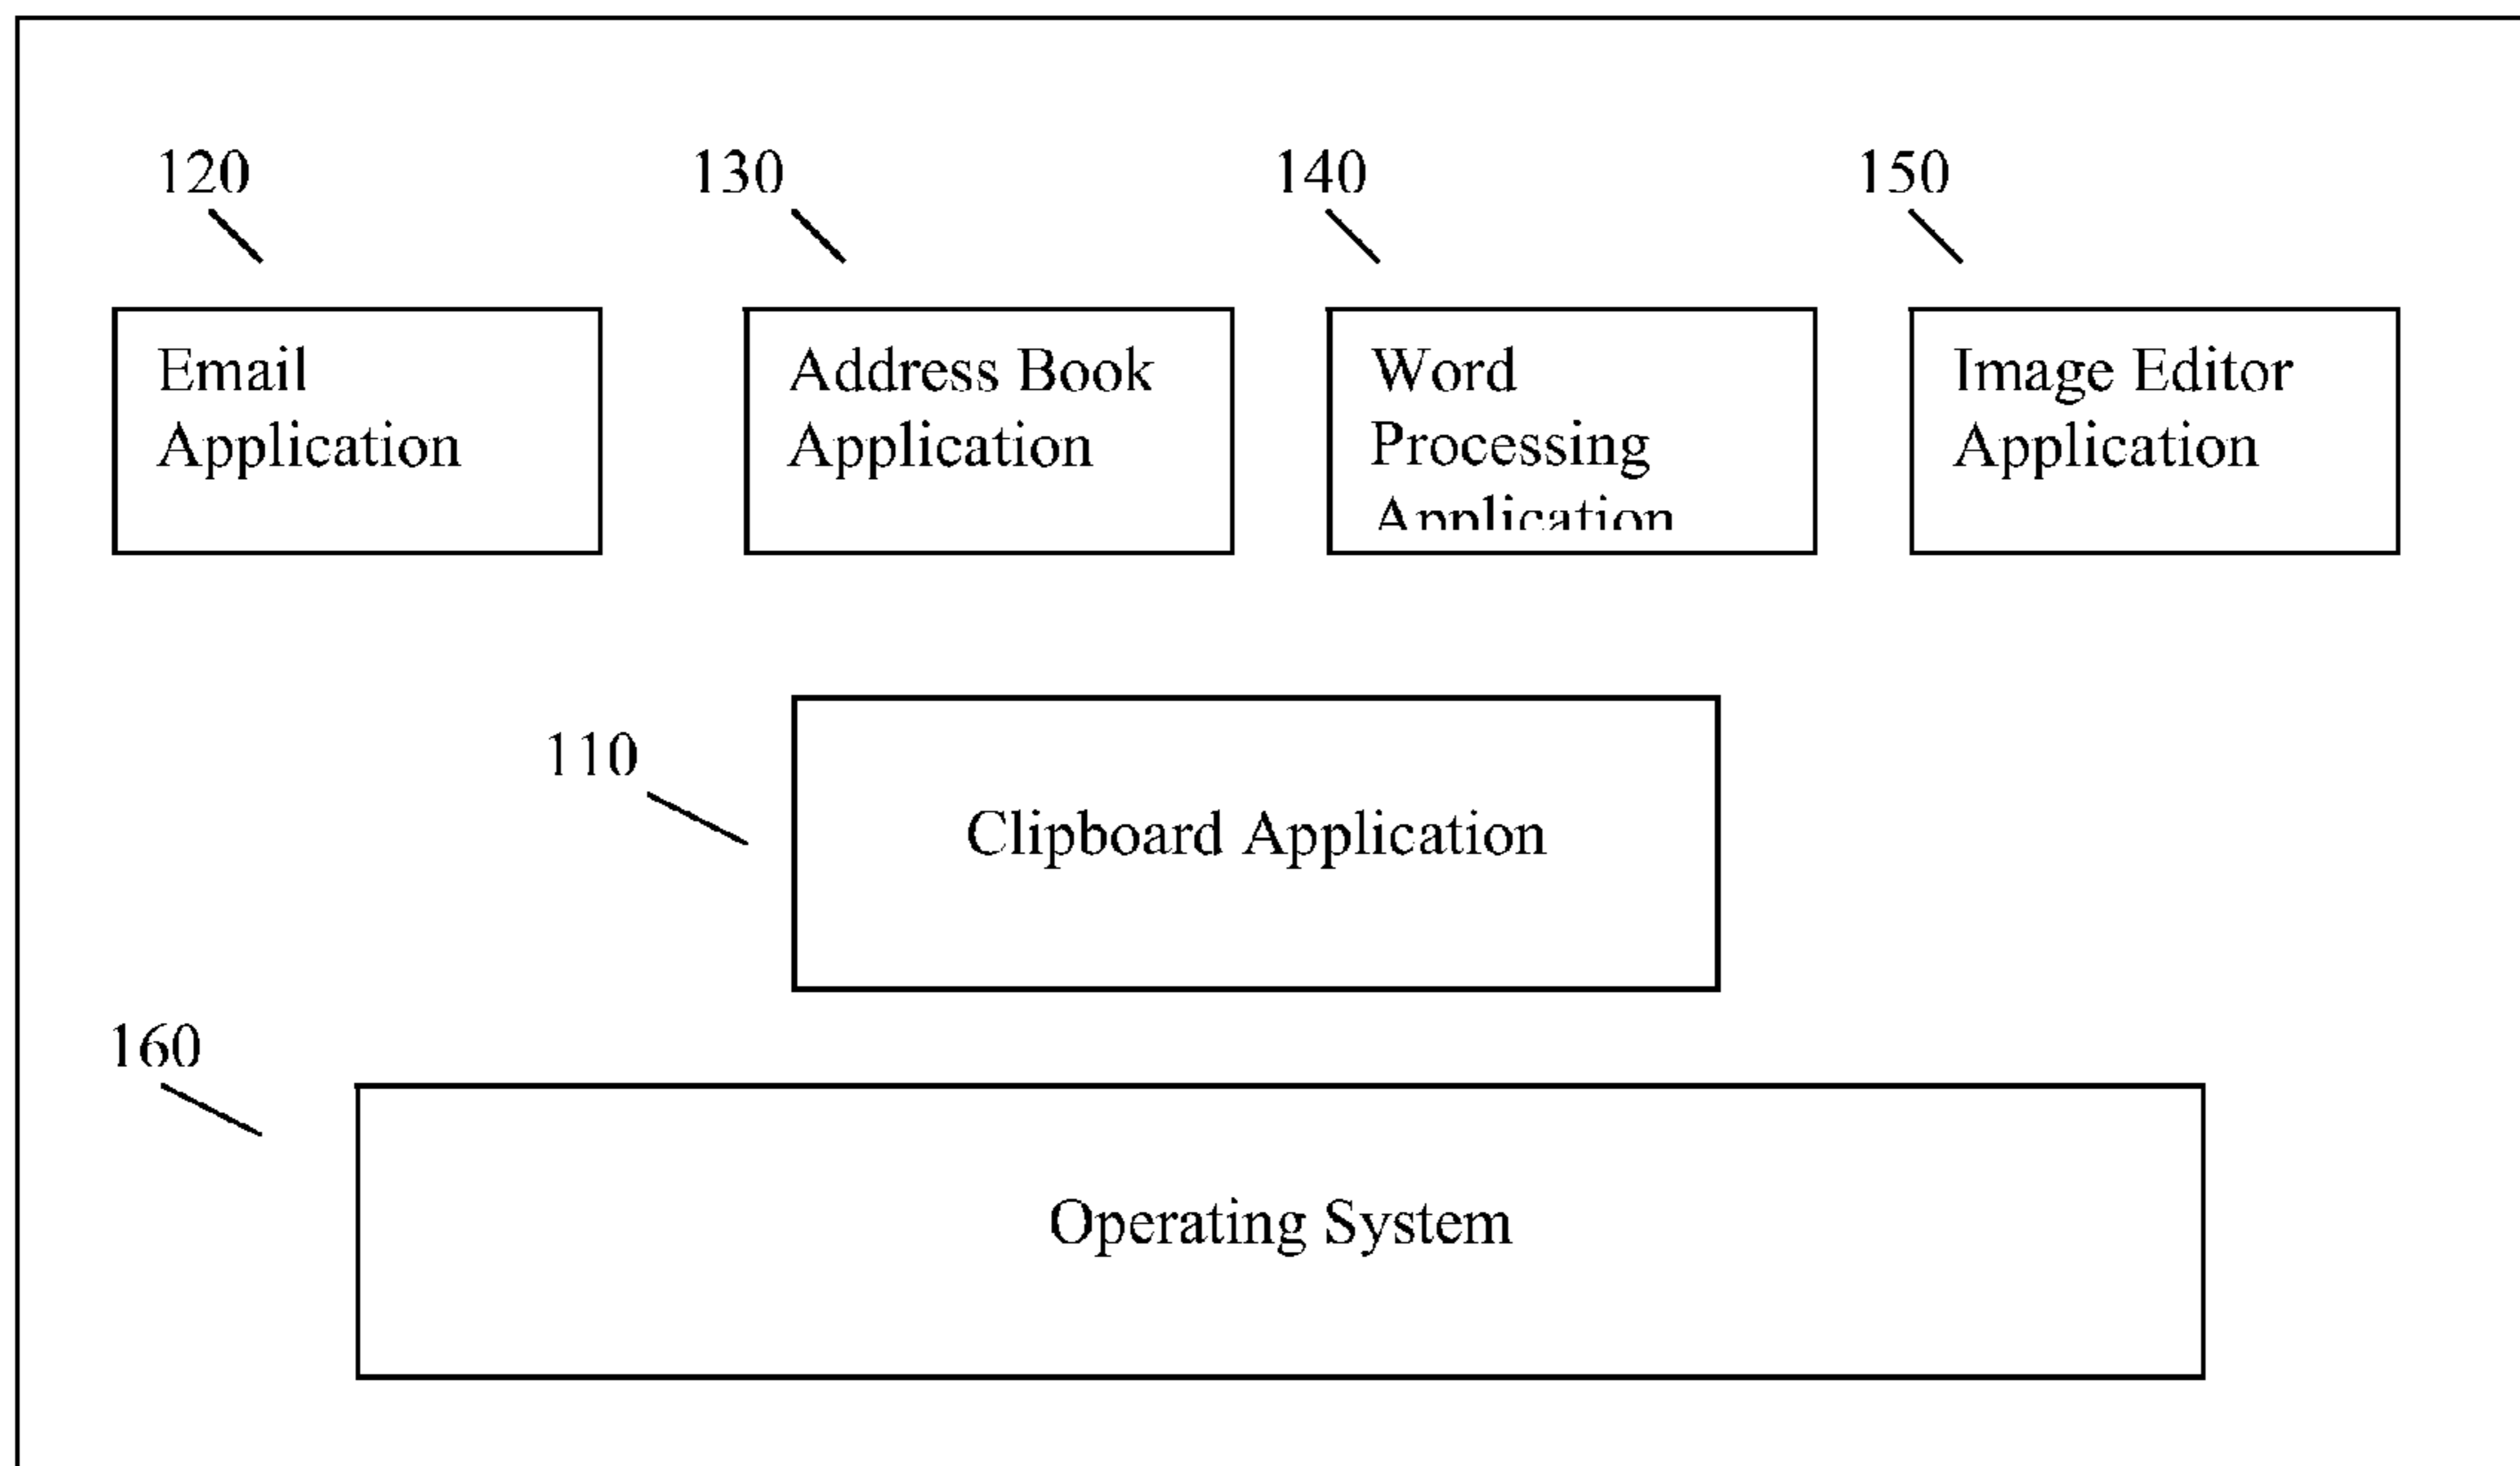 120
130
140
150
Email
Application
Address Book
Application
Word
Processing
Application
Image Editor
Application
110
Clipboard Application
160
Operating System